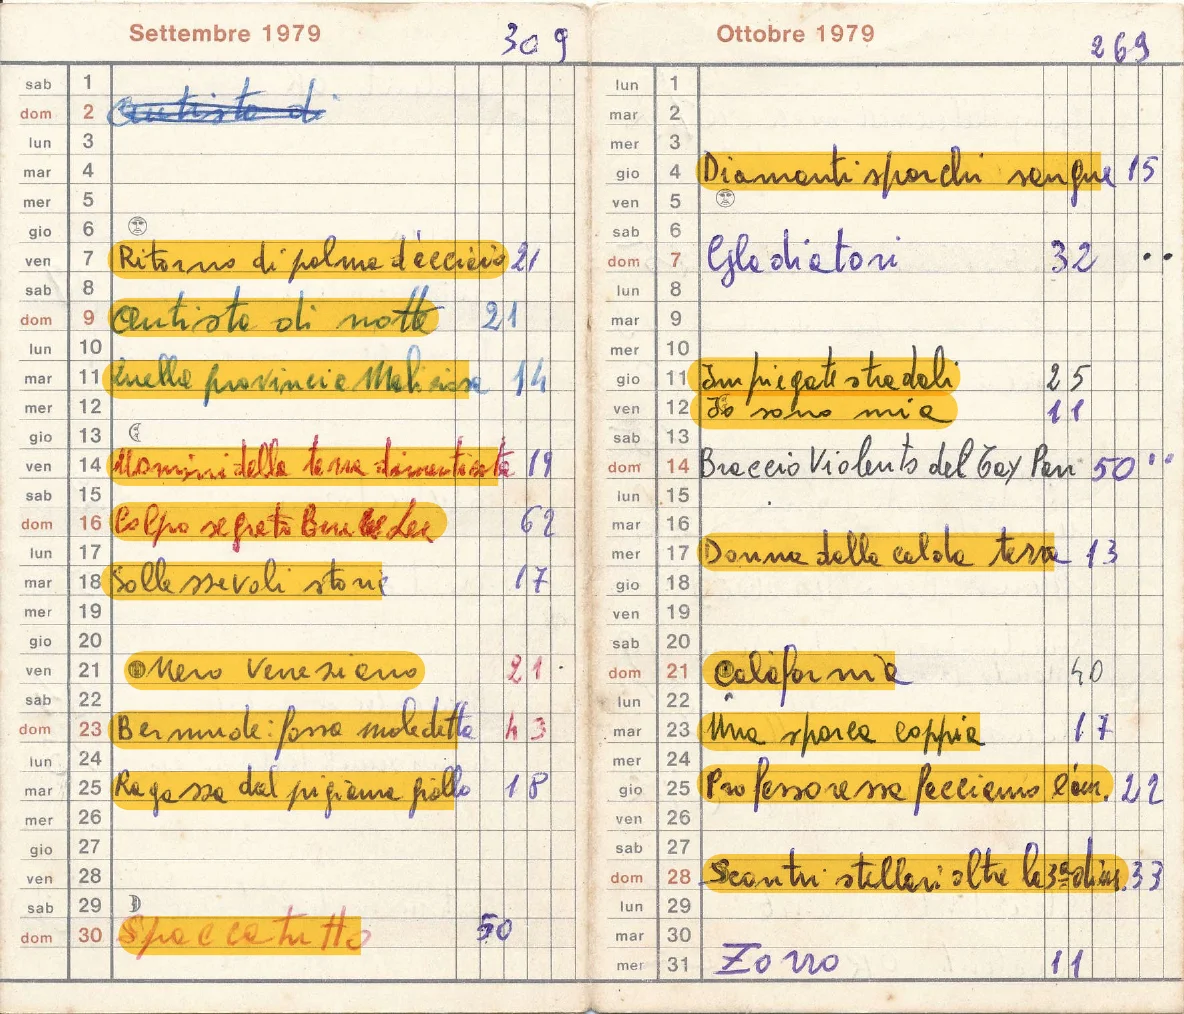 Settembre 1979 309
sab 1
dom 2 Autista di
lun 3
mar 4
mer 5
gio 6
ven 7 Ritorno di palma d'eccieio 21
sab 8
dom 9 Autista di notte 21
lun 10
mar 11 Quella provincia Maliziosa 14
mer 12
gio 13
ven 14 Uomini della terra dimenticata 19
sab 15
dom 16 Colpo segreto Bruce Lee 62
lun 17
mar 18 Sollazzevoli storie 17
mer 19
gio 20
ven 21 Nero Veneziano 21
sab 22
dom 23 Bermude: fossa maledetta 43
lun 24
mar 25 Ragazza dal pigiama giallo 18
mer 26
gio 27
ven 28
sab 29
dom 30 Spaccatutto 50
Ottobre 1979 269
lun 1
mar 2
mer 3
gio 4 Diamanti sporchi sangue 15
ven 5
sab 6
dom 7 Gladiatori 32
lun 8
mar 9
mer 10
gio 11 Impiegate stradali 25
ven 12 Io sono mia 11
sab 13
dom 14 Braccio Violento del Tay Pan 50
lun 15
mar 16
mer 17 Donna della calda terra 13
gio 18
ven 19
sab 20
dom 21 California 40
lun 22
mar 23 Una sporca coppia 17
mer 24
gio 25 Professoressa facciamo l'am. 22
ven 26
sab 27
dom 28 Scontri stellari oltre la 3ª dim. 33
lun 29
mar 30
mer 31 Zorro 11